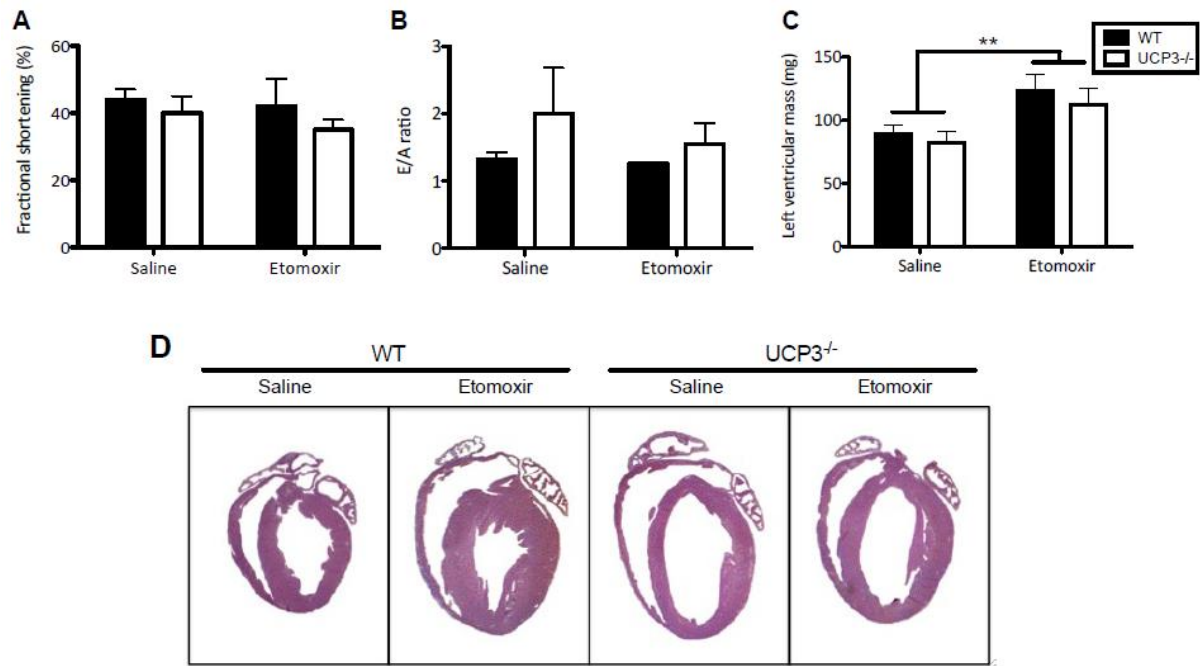 A
Fractional shortening (%)
60
40
20
0
Saline
Etomoxir
B
E/A ratio
3
2
1
0
Saline
Etomoxir
C
Left ventricular mass (mg)
150
100
50
0
**
Saline
Etomoxir
WT
UCP3-/-
D
WT
UCP3-/-
Saline
Etomoxir
Saline
Etomoxir